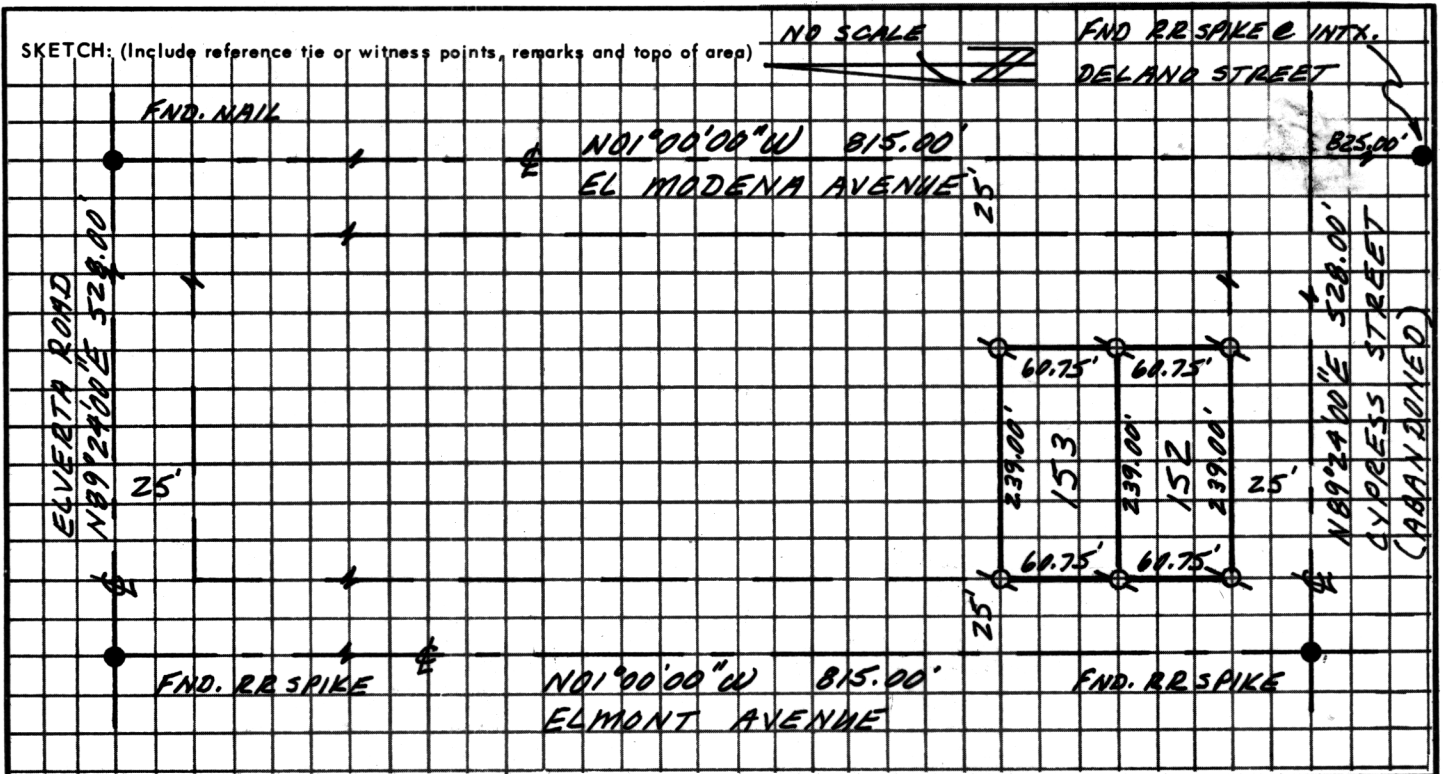 SKETCH: (Include reference tie or witness points, remarks and topo of area)
NO SCALE
FND RR SPIKE @ INTX.
DELANO STREET
FND. NAIL
N01°00'00"W 815.00'
EL MODENA AVENUE
825.00'
25'
ELVERTA ROAD
N89°24'00"E 528.00'
25'
60.75' 60.75'
239.00'
153
239.00'
152
239.00'
25'
N89°24'00"E 528.00'
CYPRESS STREET
(ABANDONED)
60.75' 60.75'
25'
FND. RR SPIKE
N01°00'00"W 815.00'
ELMONT AVENUE
FND. RR SPIKE